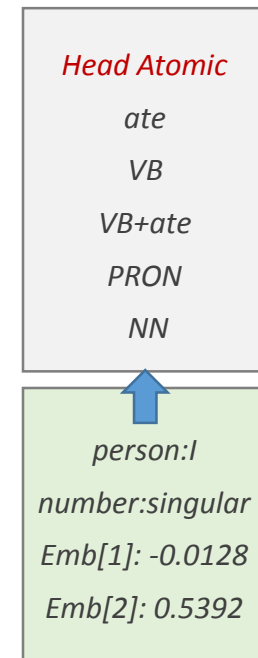 Head Atomic
ate
VB
VB+ate
PRON
NN
person:I
number:singular
Emb[1]: -0.0128
Emb[2]: 0.5392